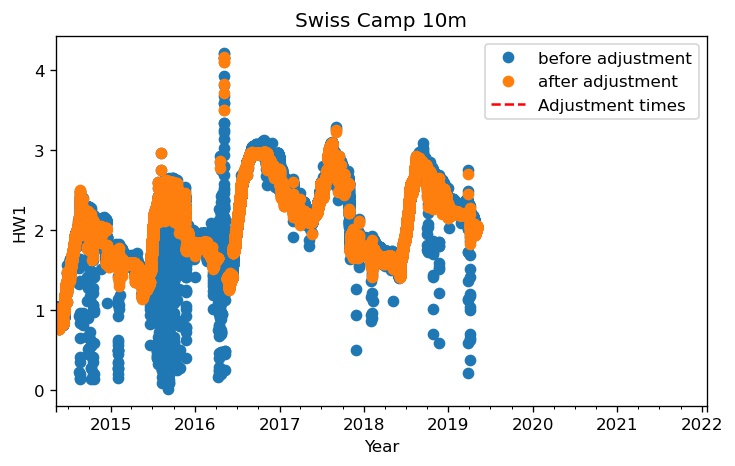 Swiss Camp 10m
before adjustment
after adjustment
Adjustment times
HW1
4
3
2
1
0
2015 2016 2017 2018 2019 2020 2021 2022
Year